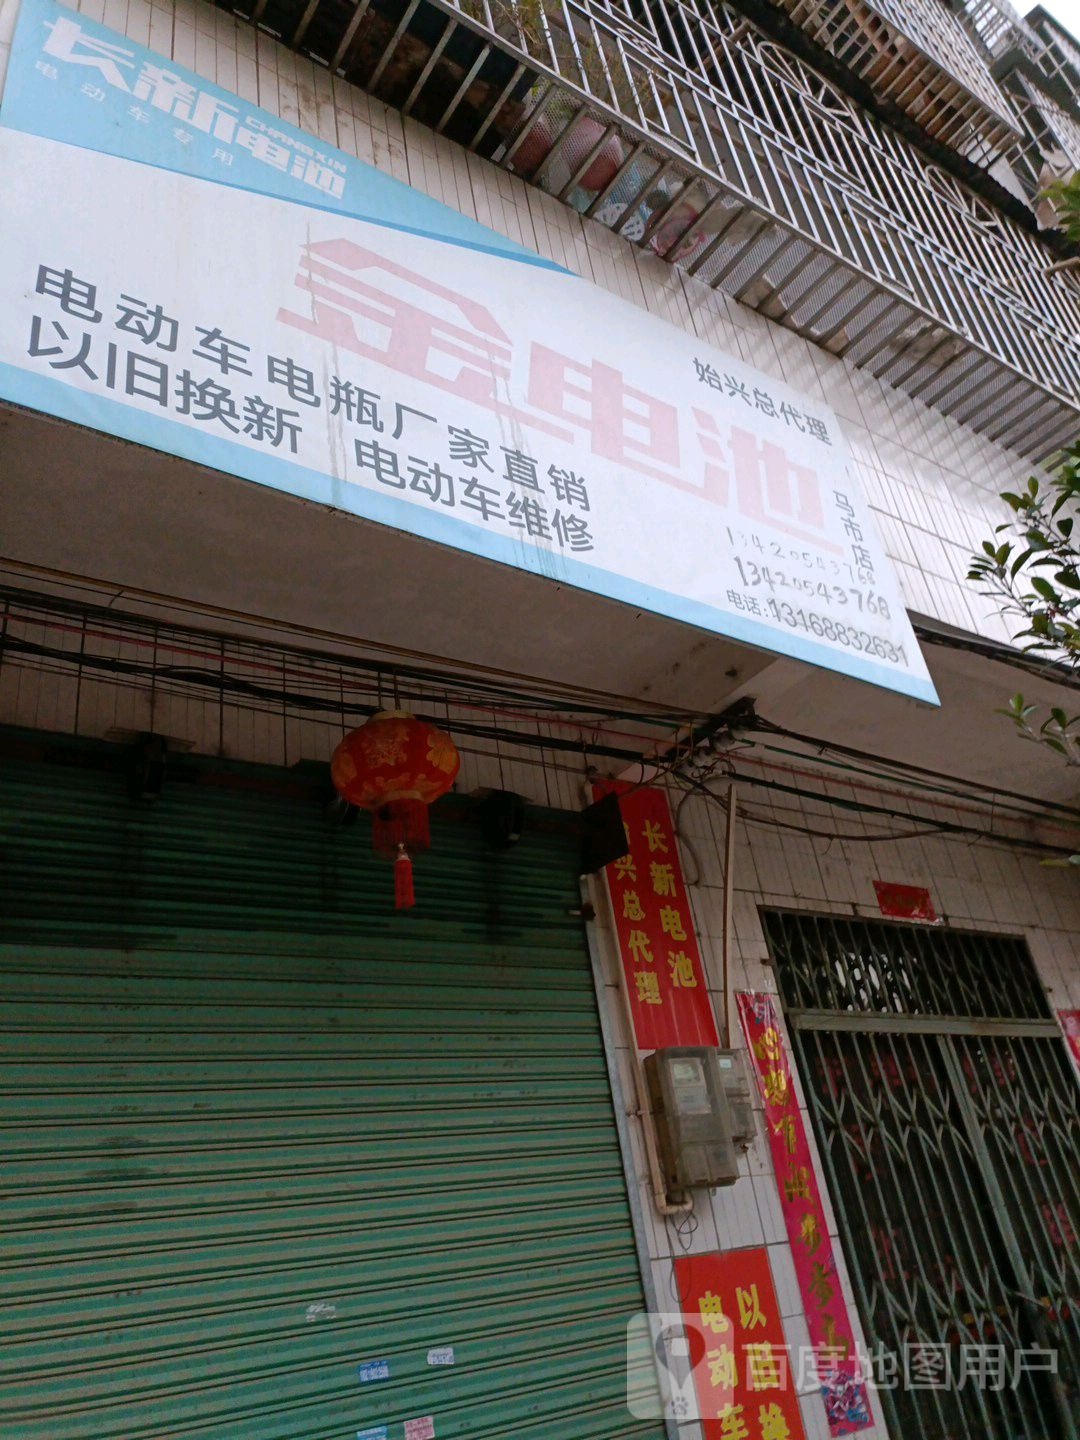 长新电池
CHANGXIN
电动车专用
金电池
始兴总代理
马市店
电动车电瓶厂家直销
以旧换新 电动车维修
13420543768
13420543768
电话:13168832631
长新电池
始兴总代理
以旧换
电动车
百度地图用户